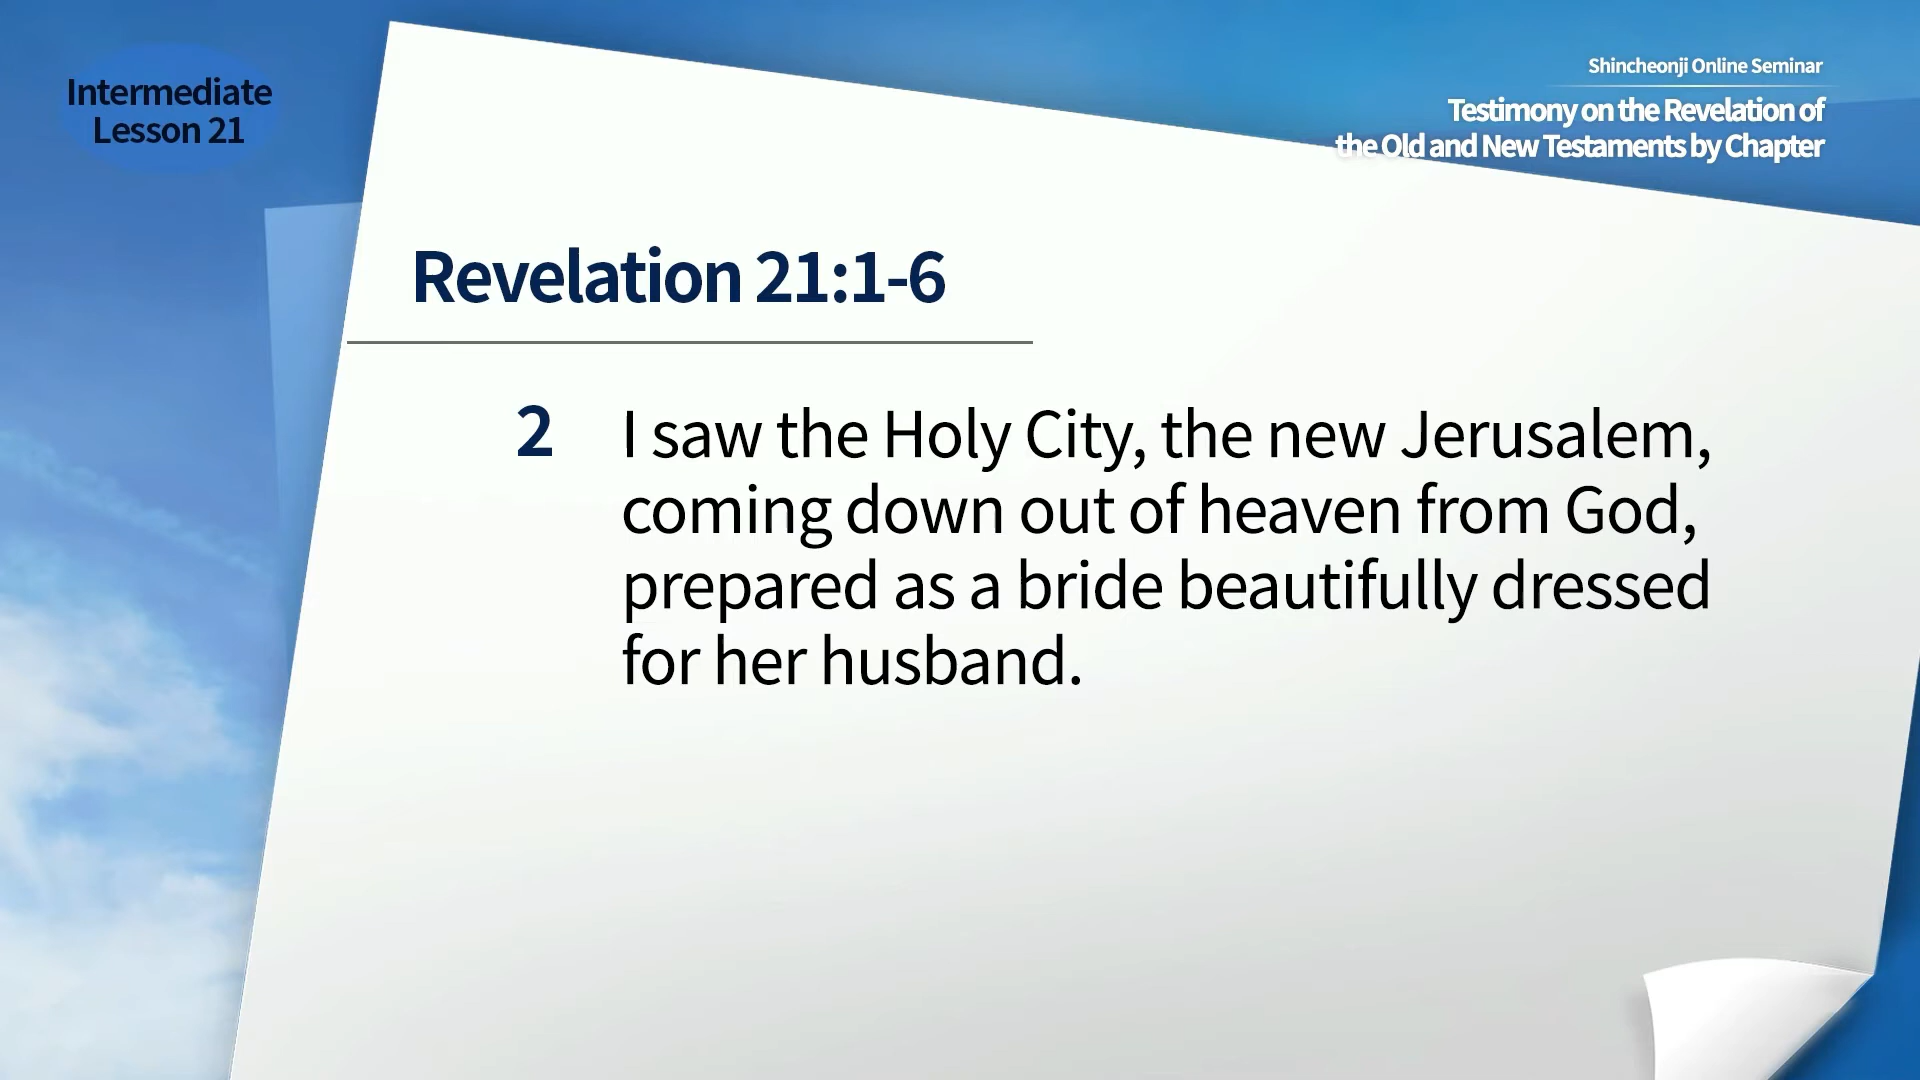 Intermediate
Lesson 21
Shincheonji Online Seminar
Testimony on the Revelation of
the Old and New Testaments by Chapter
Revelation 21:1-6
2 I saw the Holy City, the new Jerusalem,
coming down out of heaven from God,
prepared as a bride beautifully dressed
for her husband.